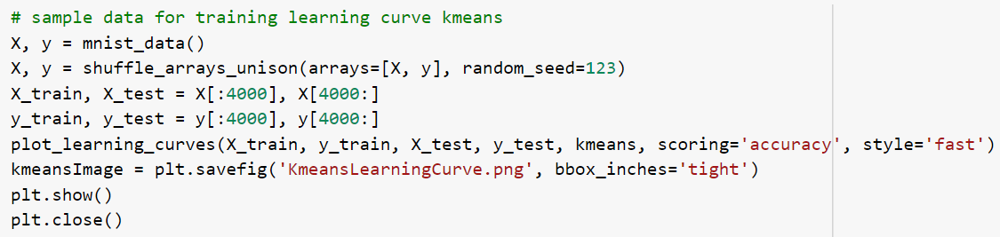 # sample data for training learning curve kmeans
X, y = mnist_data()
X, y = shuffle_arrays_unison(arrays=[X, y], random_seed=123)
X_train, X_test = X[:4000], X[4000:]
y_train, y_test = y[:4000], y[4000:]
plot_learning_curves(X_train, y_train, X_test, y_test, kmeans, scoring='accuracy', style='fast')
kmeansImage = plt.savefig('KmeansLearningCurve.png', bbox_inches='tight')
plt.show()
plt.close()